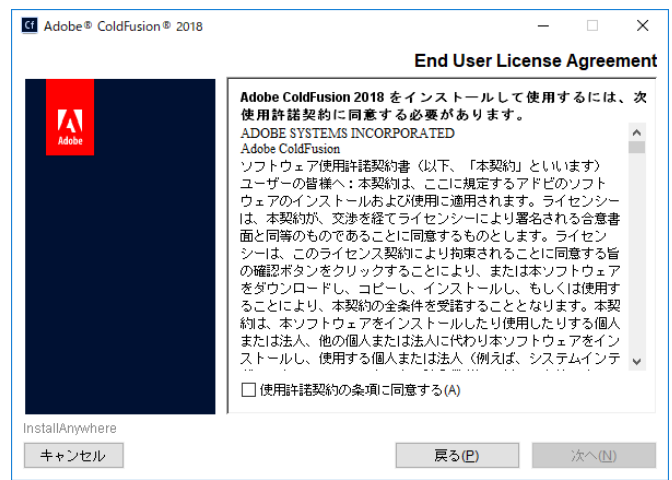 Cf Adobe® ColdFusion® 2018
End User License Agreement
Adobe
Adobe ColdFusion 2018 をインストールして使用するには、次
使用許諾契約に同意する必要があります。
ADOBE SYSTEMS INCORPORATED
Adobe ColdFusion
ソフトウェア使用許諾契約書（以下、「本契約」といいます）
ユーザーの皆様へ：本契約は、ここに規定するアドビのソフト
ウェアのインストールおよび使用に適用されます。ライセンシー
は、本契約が、交渉を経てライセンシーにより署名される合意書
面と同等のものであることに同意するものとします。ライセン
シーは、このライセンス契約により拘束されることに同意する旨
の確認ボタンをクリックすることにより、または本ソフトウェア
をダウンロードし、コピーし、インストールし、もしくは使用す
ることにより、本契約の全条件を受諾することとなります。本契
約は、本ソフトウェアをインストールしたり使用したりする個人
または法人、他の個人または法人に代わり本ソフトウェアをイン
ストールし、使用する個人または法人（例えば、システムインテ
使用許諾契約の条項に同意する(A)
InstallAnywhere
キャンセル
戻る(P)
次へ(N)